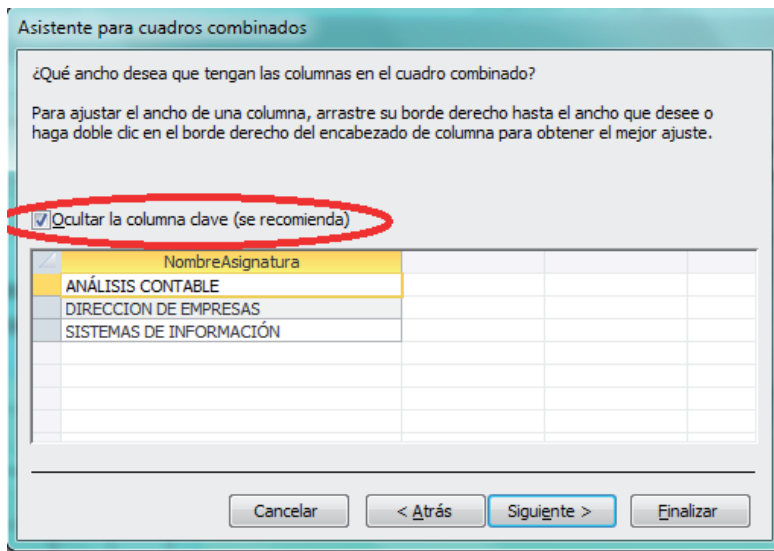 Asistente para cuadros combinados
¿Qué ancho desea que tengan las columnas en el cuadro combinado?
Para ajustar el ancho de una columna, arrastre su borde derecho hasta el ancho que desee o
haga doble clic en el borde derecho del encabezado de columna para obtener el mejor ajuste.
Ocultar la columna clave (se recomienda)
NombreAsignatura
ANÁLISIS CONTABLE
DIRECCION DE EMPRESAS
SISTEMAS DE INFORMACIÓN
Cancelar < Atrás Siguiente > Finalizar